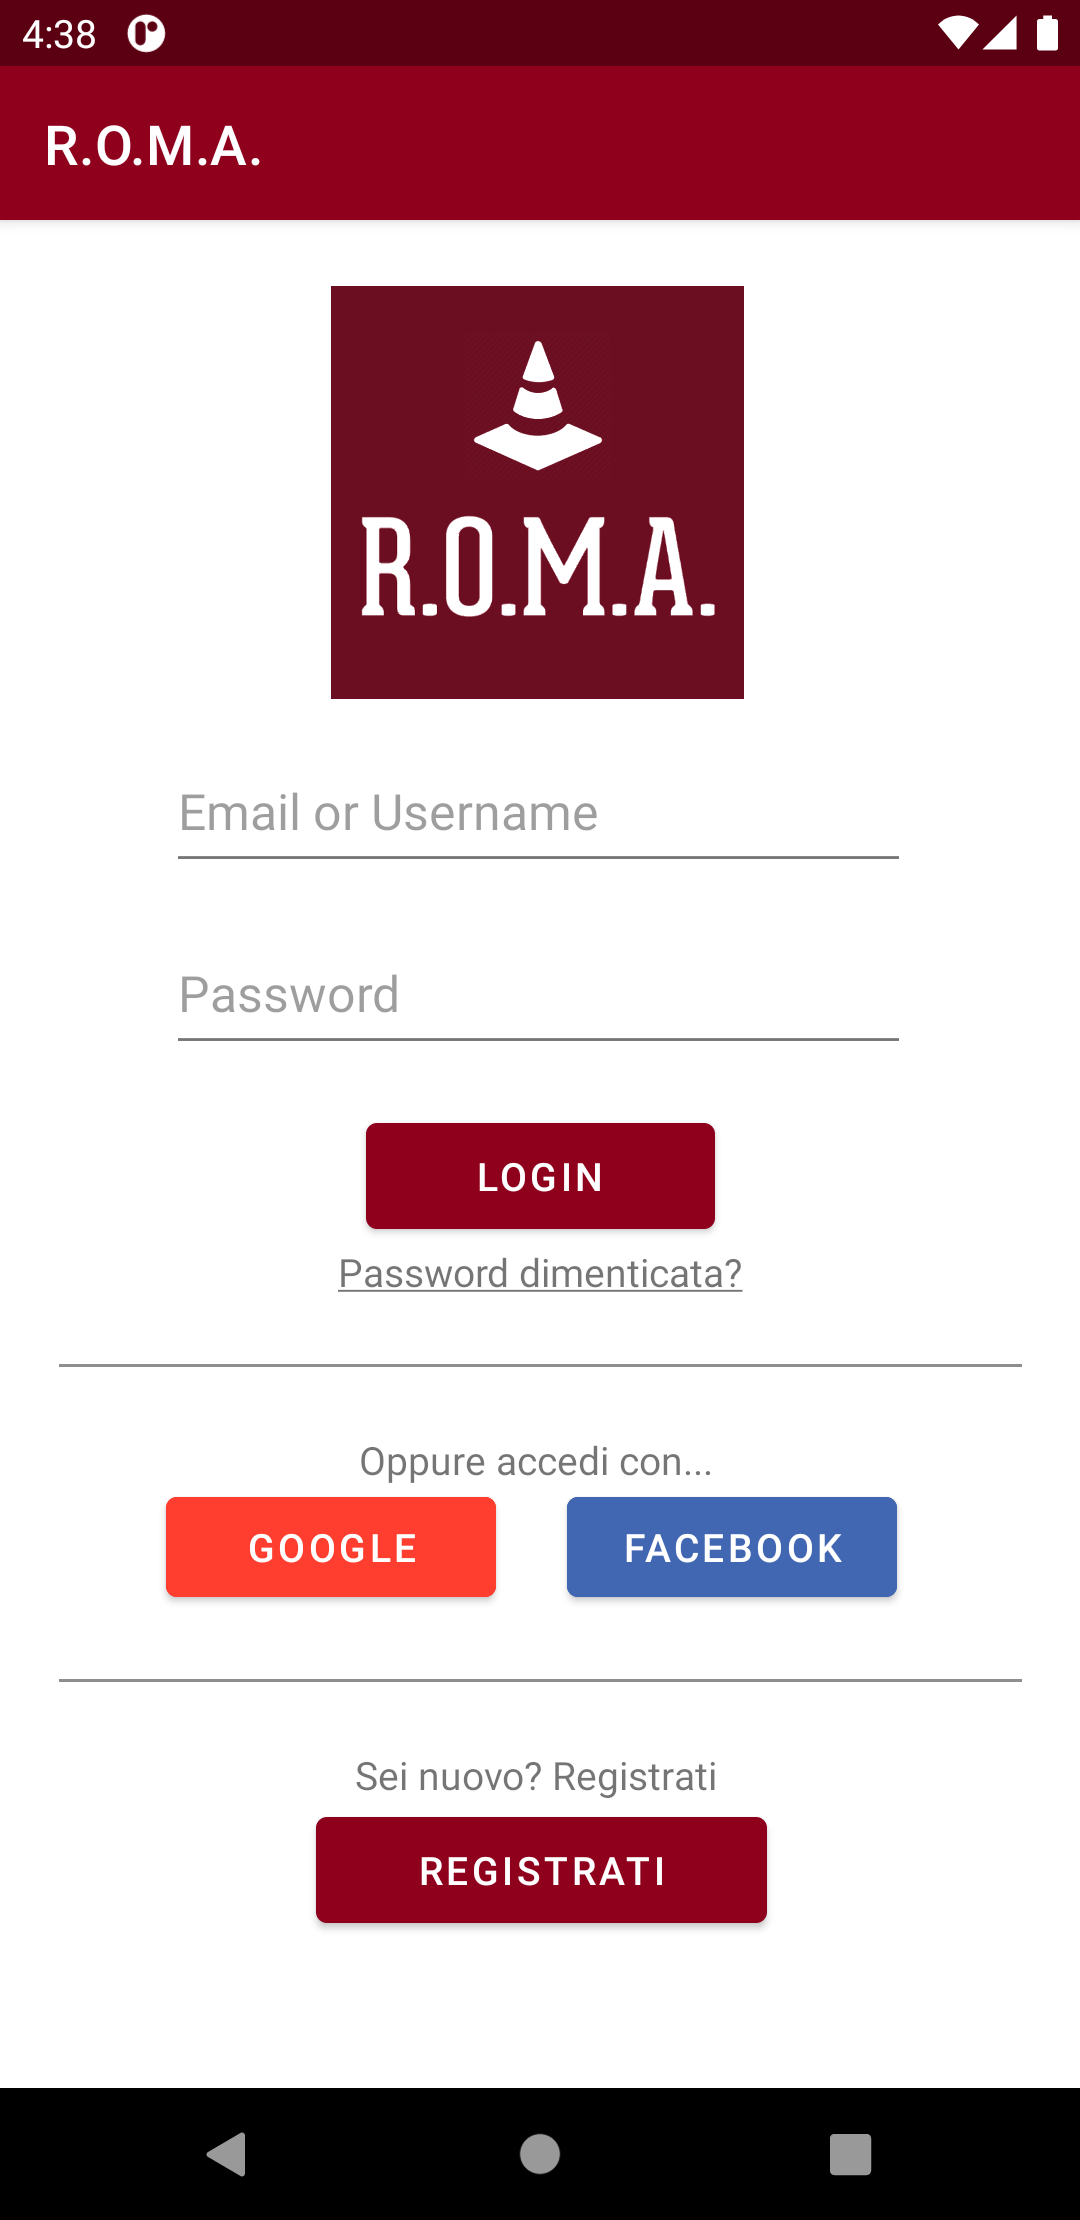 4:38
R.O.M.A.
R.O.M.A.
Email or Username
Password
LOGIN
Password dimenticata?
Oppure accedi con...
GOOGLE FACEBOOK
Sei nuovo? Registrati
REGISTRATI